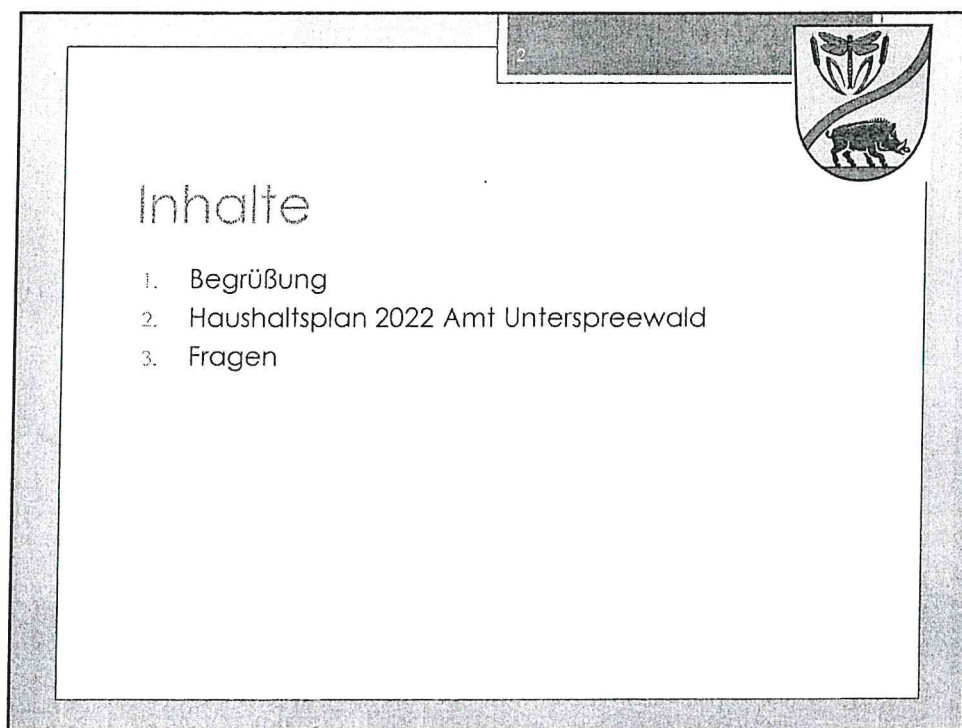 2
Inhalte
1. Begrüßung
2. Haushaltsplan 2022 Amt Unterspreewald
3. Fragen